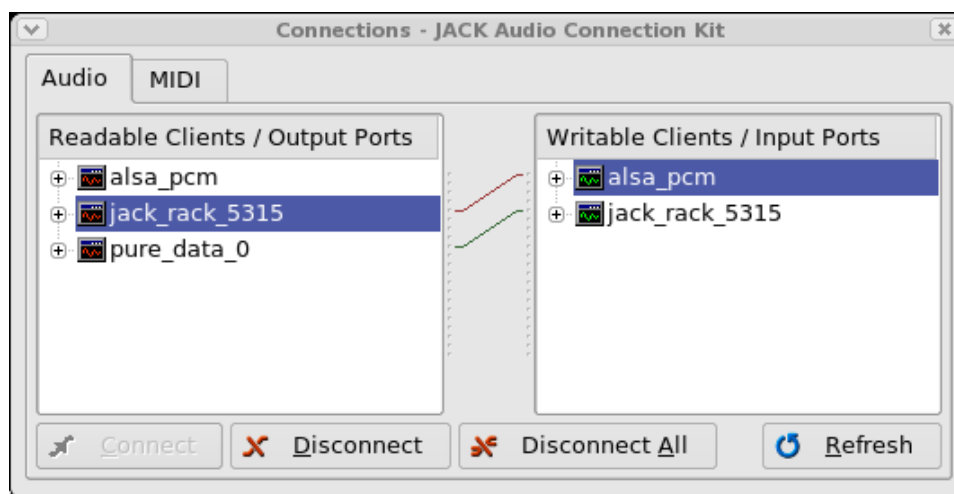 Connections - JACK Audio Connection Kit
Audio MIDI
Readable Clients / Output Ports
alsa_pcm
jack_rack_5315
pure_data_0
Writable Clients / Input Ports
alsa_pcm
jack_rack_5315
Connect Disconnect Disconnect All Refresh